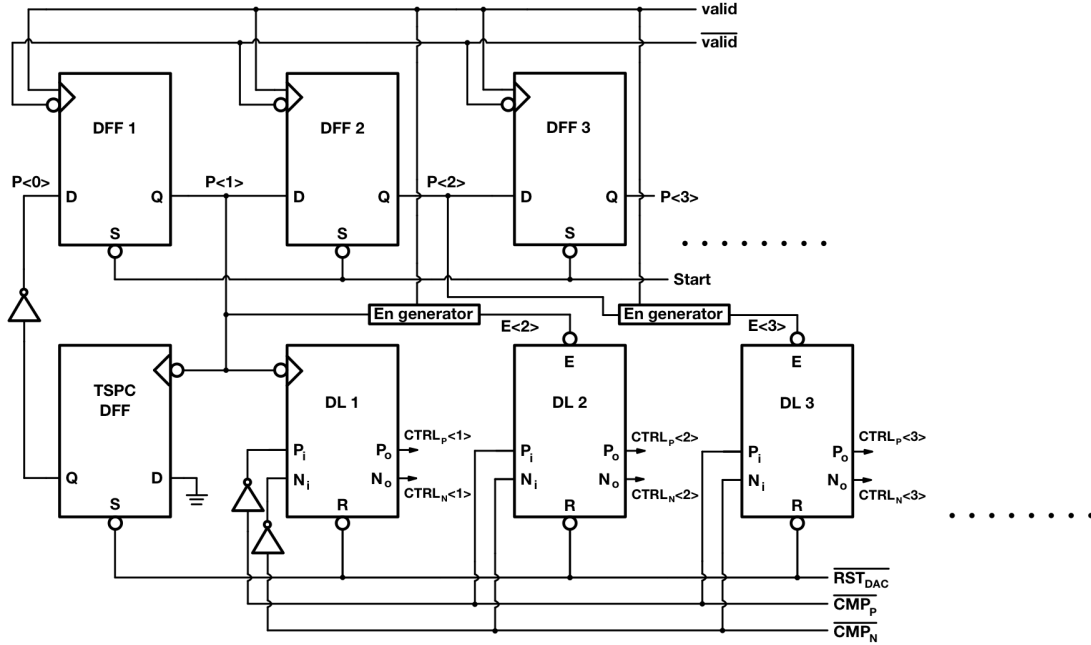 valid
valid
DFF 1
DFF 2
DFF 3
P<0>
D
Q
P<1>
D
Q
P<2>
D
Q
P<3>
S
S
S
Start
En generator
En generator
E<2>
E<3>
TSPC
DFF
DL 1
E
DL 2
E
DL 3
Q
D
S
Pi
Ni
Po
No
R
CTRLP<1>
CTRLN<1>
Pi
Ni
Po
No
R
CTRLP<2>
CTRLN<2>
Pi
Ni
Po
No
R
CTRLP<3>
CTRLN<3>
RSTDAC
CMPP
CMPN